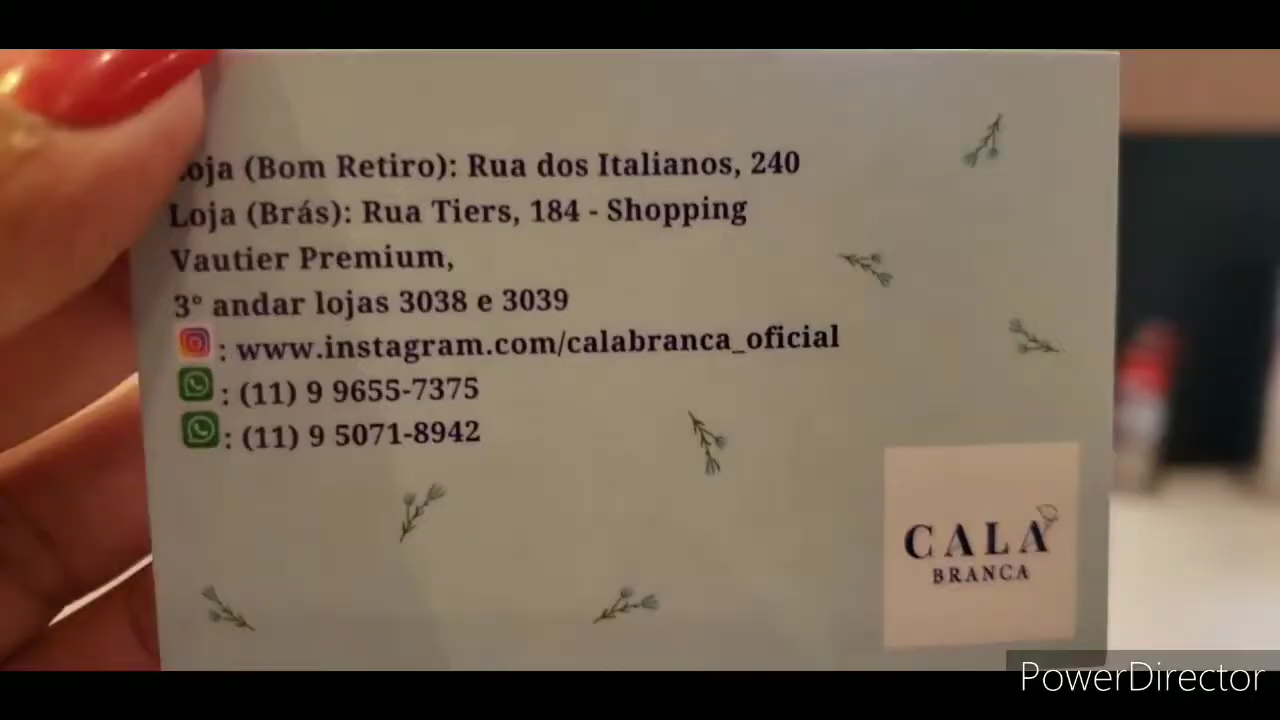 Loja (Bom Retiro): Rua dos Italianos, 240
Loja (Brás): Rua Tiers, 184 - Shopping
Vautier Premium,
3° andar lojas 3038 e 3039
: www.instagram.com/calabranca_oficial
: (11) 9 9655-7375
: (11) 9 5071-8942
CALA
BRANCA
PowerDirector